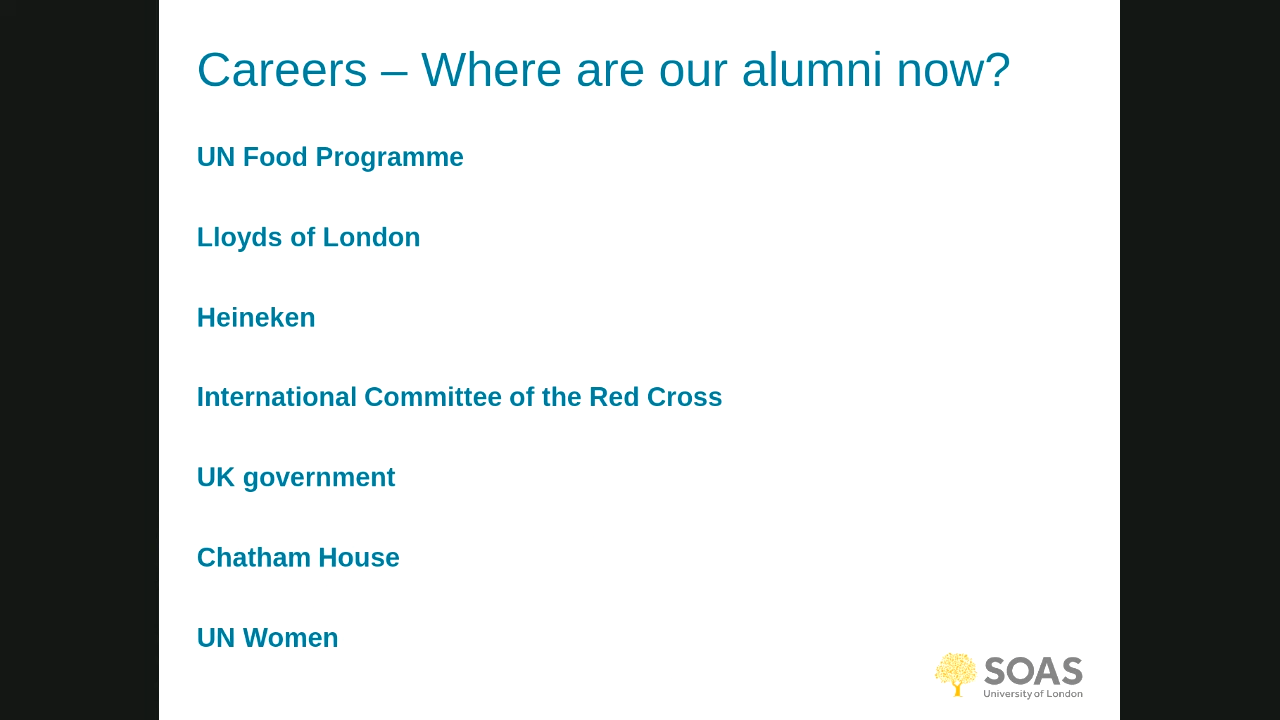 Careers – Where are our alumni now?
UN Food Programme
Lloyds of London
Heineken
International Committee of the Red Cross
UK government
Chatham House
UN Women
SOAS
University of London